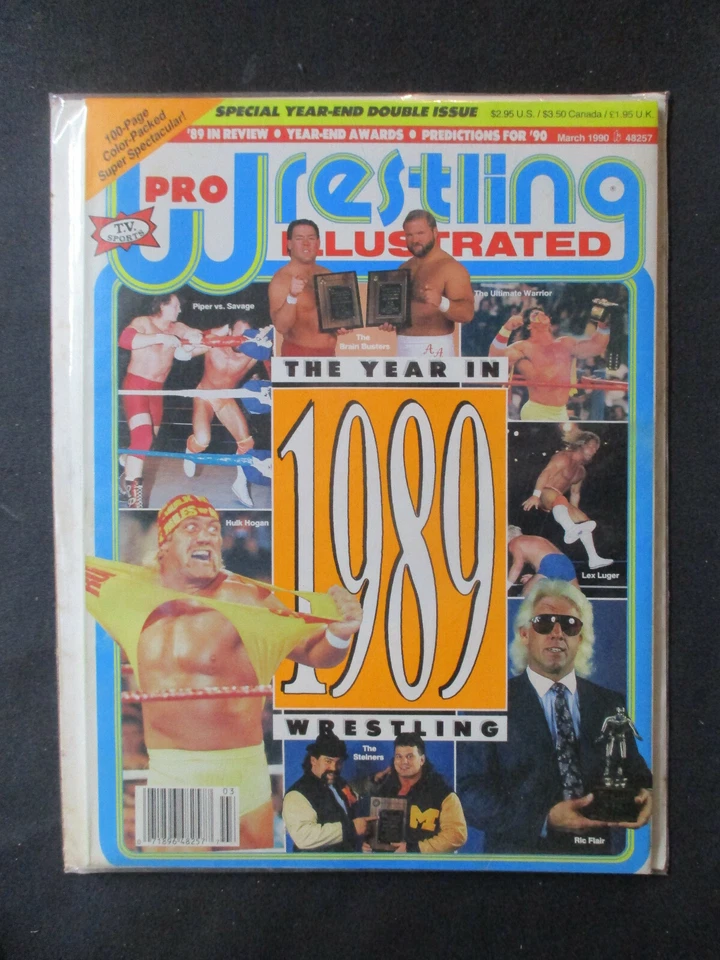 100-Page
Color-Packed
Super Spectacular!
SPECIAL YEAR-END DOUBLE ISSUE
$2.95 U.S. / $3.50 Canada / £1.95 U.K.
'89 IN REVIEW • YEAR-END AWARDS • PREDICTIONS FOR '90
March 1990
48257
PRO Wrestling
ILLUSTRATED
T.V.
SPORTS
Piper vs. Savage
The
Brain Busters
AA
The Ultimate Warrior
THE YEAR IN
1989
WRESTLING
Hulk Hogan
Lex Luger
The
Steiners
M
Ric Flair
03